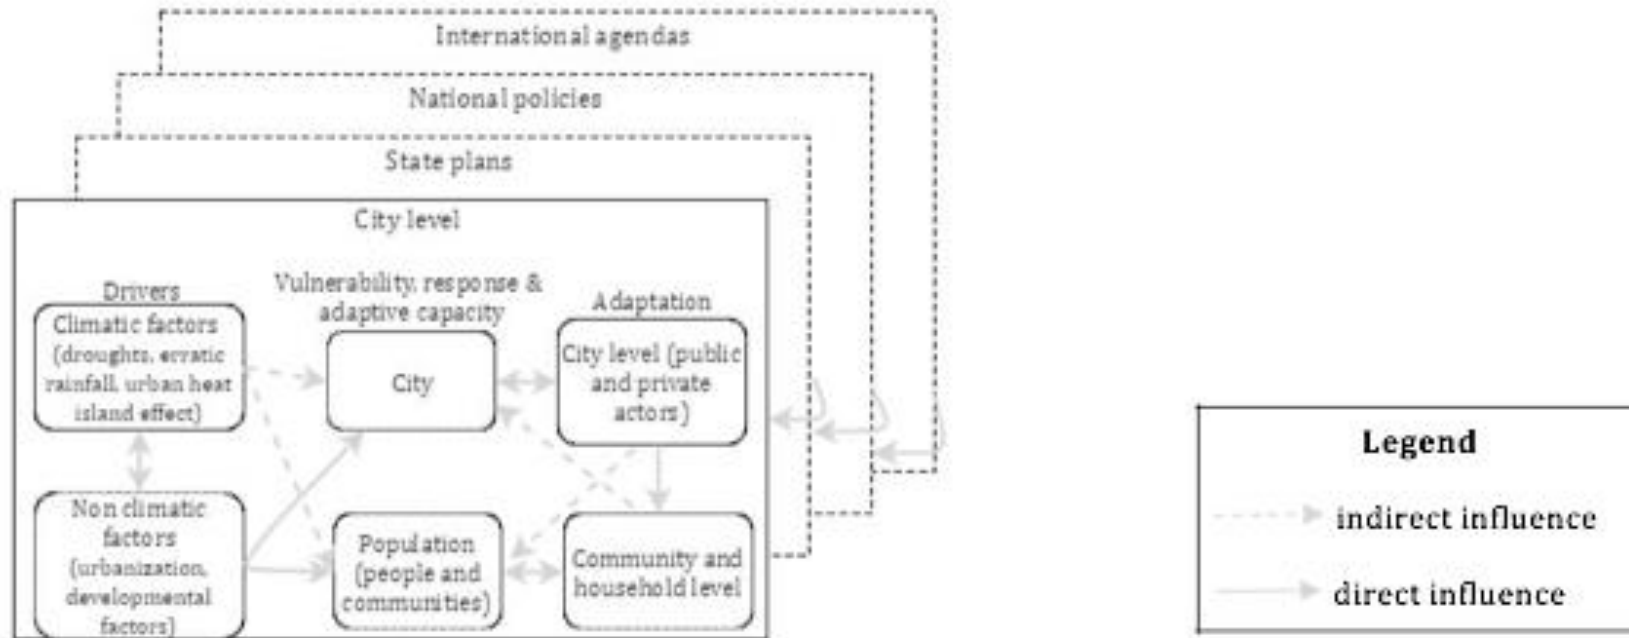 International agendas
National policies
State plans
City level
Drivers
Climatic factors
(droughts, erratic
rainfall, urban heat
island effect)
Non climatic
factors
(urbanization,
developmental
factors)
Vulnerability, response &
adaptive capacity
City
Population
(people and
communities)
Adaptation
City level (public
and private
actors)
Community and
household level
Legend
indirect influence
direct influence